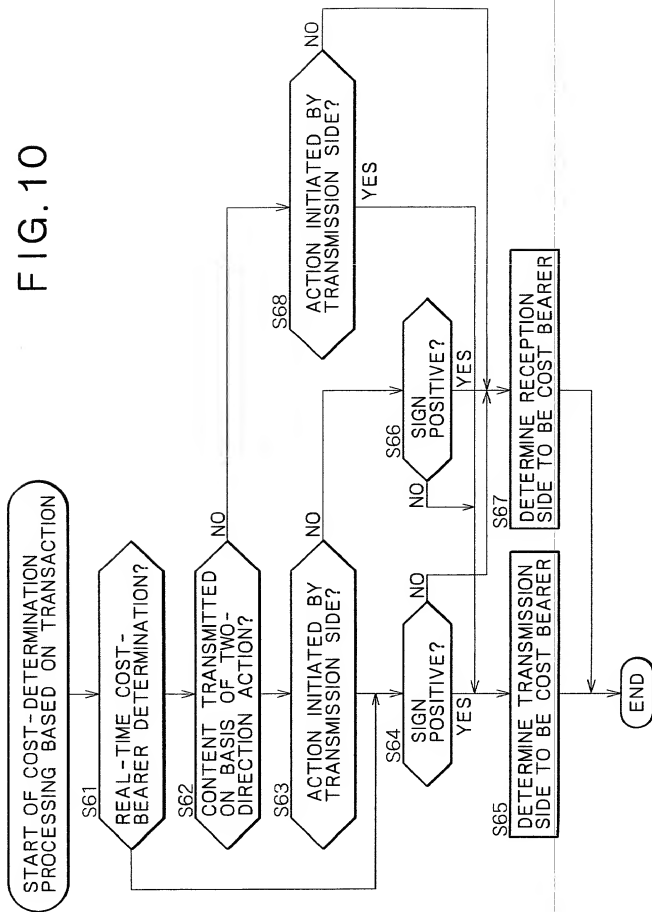 FIG. 10
START OF COST-DETERMINATION
PROCESSING BASED ON TRANSACTION
S61
REAL-TIME COST-
BEARER DETERMINATION?
S62
CONTENT TRANSMITTED
ON BASIS OF TWO-
DIRECTION ACTION?
NO
S63
ACTION INITIATED BY
TRANSMISSION SIDE?
NO
S68
ACTION INITIATED BY
TRANSMISSION SIDE?
NO
YES
S64
SIGN
POSITIVE?
NO
YES
S66
SIGN
POSITIVE?
NO
YES
S65
DETERMINE TRANSMISSION
SIDE TO BE COST BEARER
S67
DETERMINE RECEPTION
SIDE TO BE COST BEARER
END